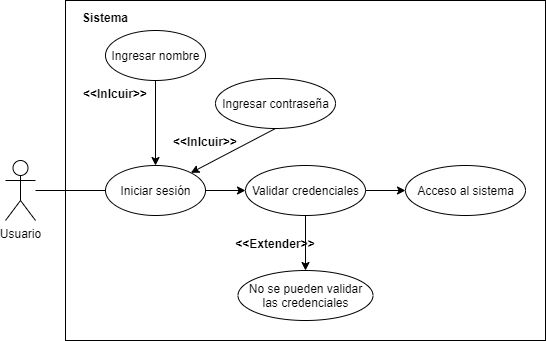 Sistema
Ingresar nombre
<<Inlcuir>>
Ingresar contraseña
<<Inlcuir>>
Iniciar sesión
Validar credenciales
Acceso al sistema
Usuario
<<Extender>>
No se pueden validar
las credenciales